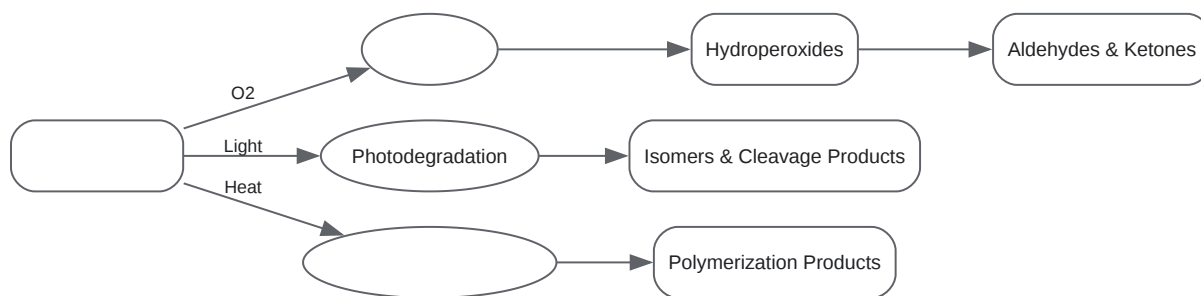 O2
Hydroperoxides
Aldehydes & Ketones
Light
Photodegradation
Isomers & Cleavage Products
Heat
Polymerization Products